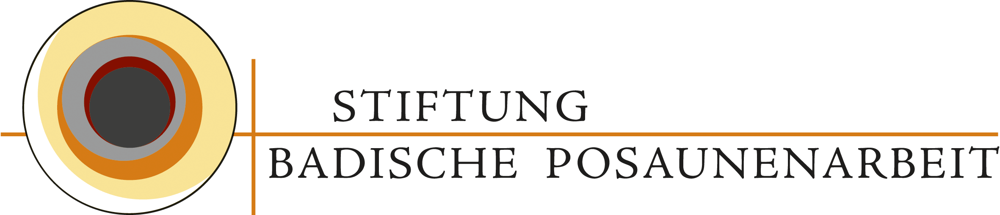 STIFTUNG
BADISCHE POSAUNENARBEIT